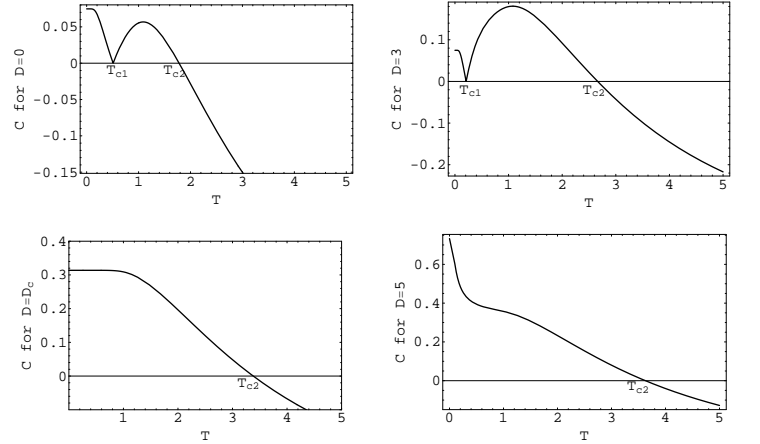 C for D=0
0.05
0
-0.05
-0.1
-0.15
T_c1
T_c2
0 1 2 3 4 5
T
C for D=3
0.1
0
-0.1
-0.2
T_c1
T_c2
0 1 2 3 4 5
T
C for D=D_c
0.4
0.3
0.2
0.1
0
T_c2
1 2 3 4 5
T
C for D=5
0.6
0.4
0.2
0
T_c2
0 1 2 3 4 5
T